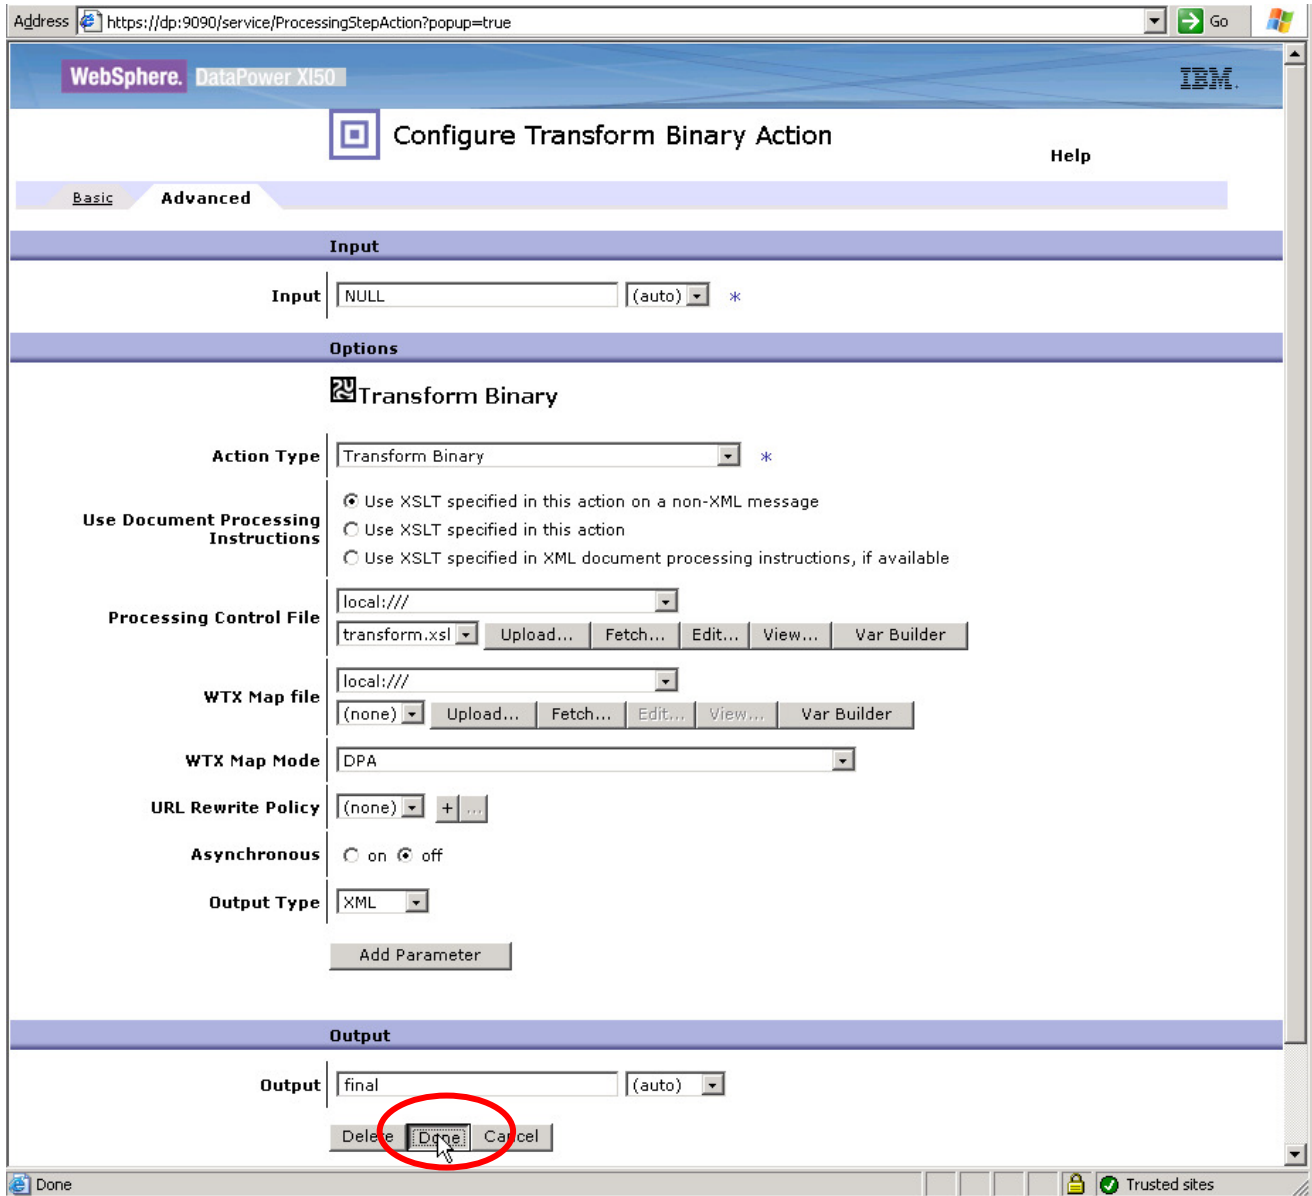 Address https://dp:9090/service/ProcessingStepAction?popup=true Go
WebSphere. DataPower XI50 IBM.
Configure Transform Binary Action
Help
Basic Advanced
Input
Input NULL (auto) *
Options
Transform Binary
Action Type Transform Binary *
Use Document Processing Instructions
Use XSLT specified in this action on a non-XML message
Use XSLT specified in this action
Use XSLT specified in XML document processing instructions, if available
Processing Control File local:///
transform.xsl Upload... Fetch... Edit... View... Var Builder
WTX Map file local:///
(none) Upload... Fetch... Edit... View... Var Builder
WTX Map Mode DPA
URL Rewrite Policy (none) + ...
Asynchronous on off
Output Type XML
Add Parameter
Output
Output final (auto)
Delete Done Cancel
Done Trusted sites